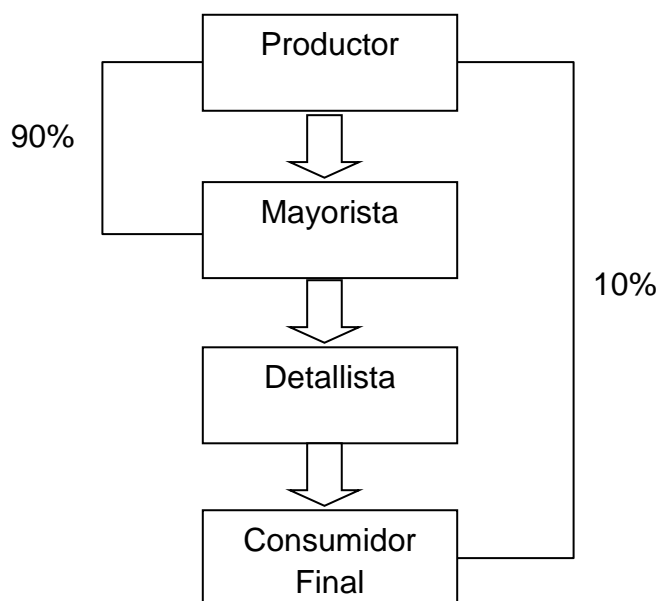 Productor
90%
Mayorista
10%
Detallista
Consumidor
Final